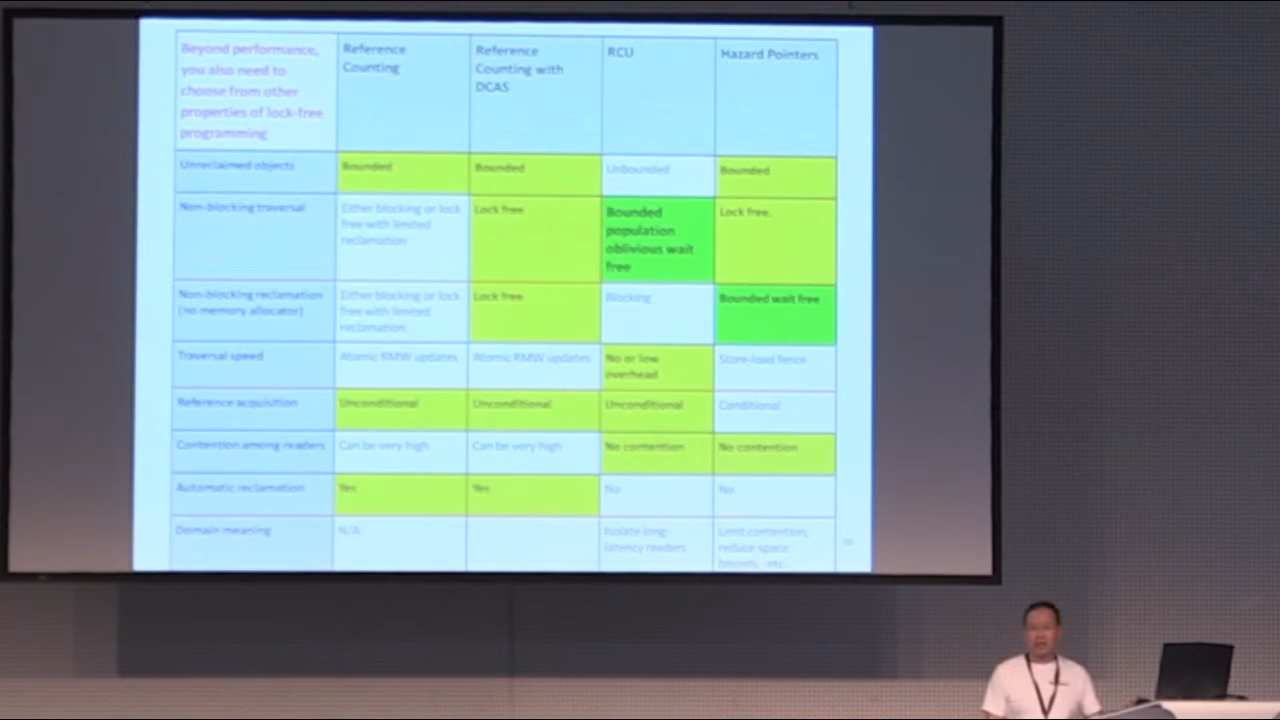 Beyond performance,
you also need to
choose from other
properties of lock-free
programming
Reference
Counting
Reference
Counting with
DCAS
RCU
Hazard Pointers
Unreclaimed objects
Bounded
Bounded
Unbounded
Bounded
Non-blocking traversal
Either blocking or lock
free with limited
reclamation
Lock free
Bounded
population
oblivious wait
free
Lock free.
Non-blocking reclamation
(no memory allocator)
Either blocking or lock
free with limited
reclamation
Lock free
Blocking
Bounded wait free
Traversal speed
Atomic RMW updates
Atomic RMW updates
No or low
overhead
Store-load fence
Reference acquisition
Unconditional
Unconditional
Unconditional
Conditional
Contention among readers
Can be very high
Can be very high
No contention
No contention
Automatic reclamation
Yes
Yes
No
No
Domain meaning
N/A
Isolate long-
latency readers
Limit contention,
reduce space
bounds, etc.